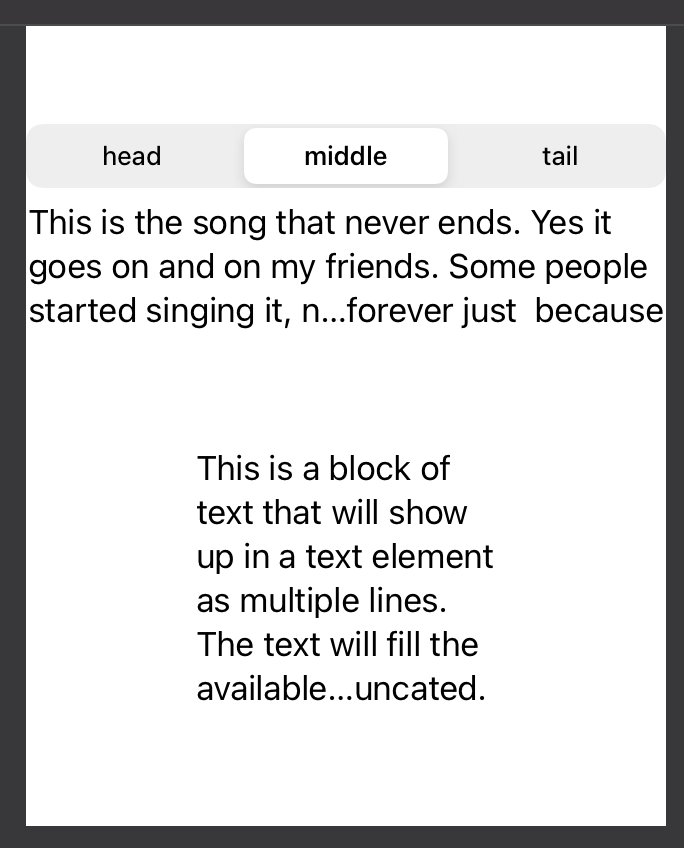 head middle tail
This is the song that never ends. Yes it
goes on and on my friends. Some people
started singing it, n...forever just  because
This is a block of
text that will show
up in a text element
as multiple lines.
The text will fill the
available...uncated.